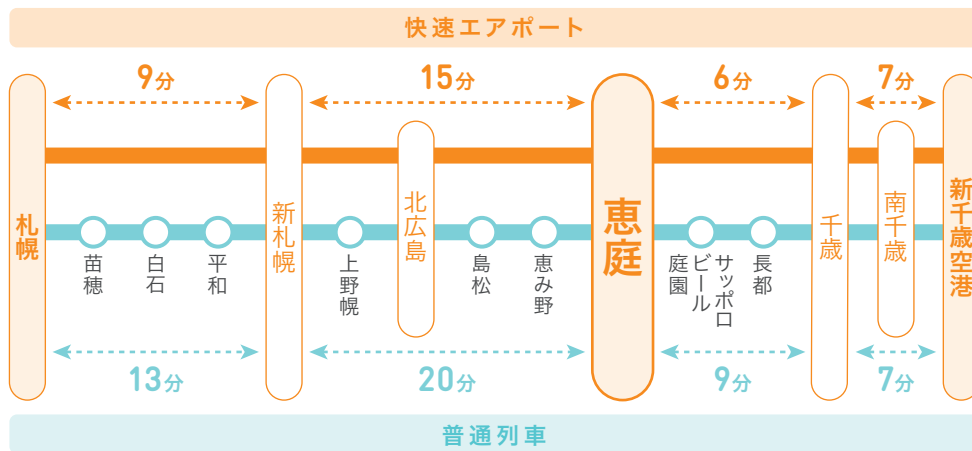 快速エアポート
9分
15分
6分
7分
札幌
苗穂
白石
平和
新札幌
上野幌
北広島
島松
恵み野
恵庭
サッポロ
ビール
庭園
長都
千歳
南千歳
新千歳空港
13分
20分
9分
7分
普通列車